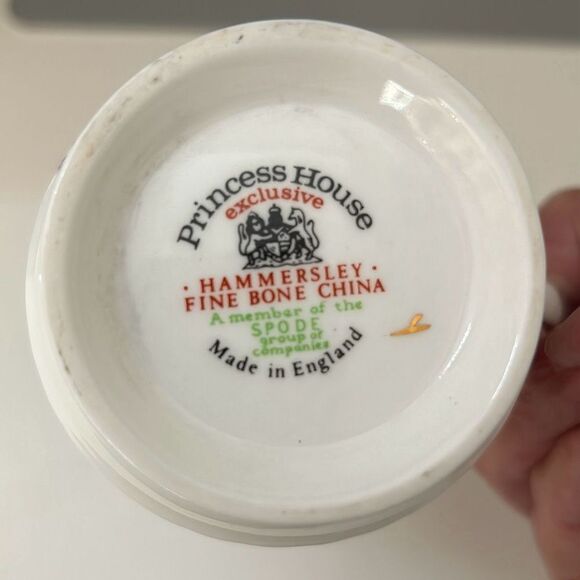 Princess House
exclusive
· HAMMERSLEY ·
FINE BONE CHINA
A member of the
SPODE
group of
companies
Made in England